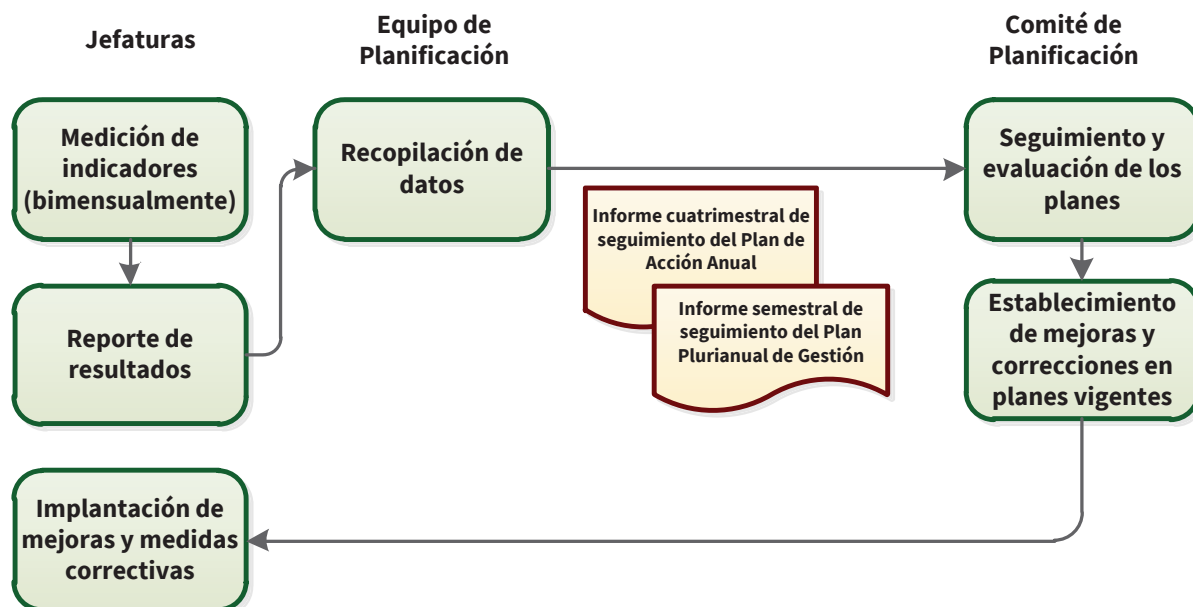 Jefaturas
Equipo de
Planificación
Comité de
Planificación
Medición de
indicadores
(bimensualmente)
Recopilación de
datos
Seguimiento y
evaluación de los
planes
Informe cuatrimestral de
seguimiento del Plan de
Acción Anual
Informe semestral de
seguimiento del Plan
Plurianual de Gestión
Reporte de
resultados
Establecimiento
de mejoras y
correcciones en
planes vigentes
Implantación de
mejoras y medidas
correctivas